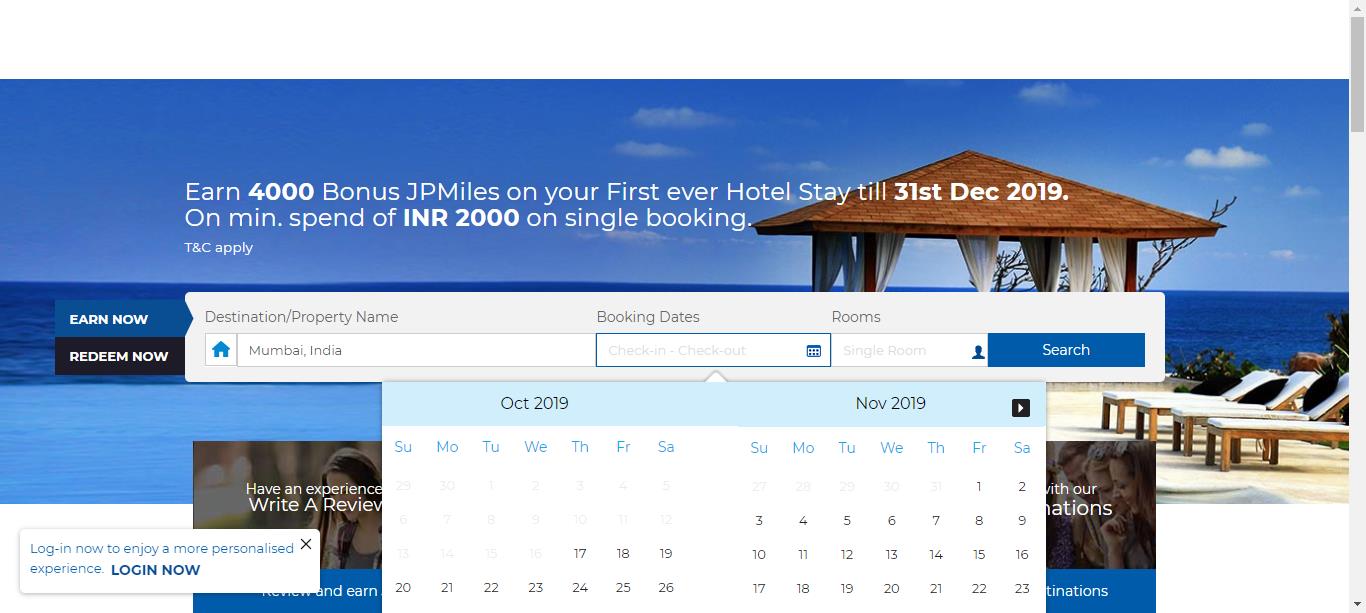 Earn 4000 Bonus JPMiles on your First ever Hotel Stay till 31st Dec 2019.
On min. spend of INR 2000 on single booking.
T&C apply
EARN NOW
REDEEM NOW
Destination/Property Name
Booking Dates
Rooms
Mumbai, India
Check-in - Check-out
Single Room
Search
Oct 2019
Nov 2019
Su Mo Tu We Th Fr Sa
Su Mo Tu We Th Fr Sa
29 30 1 2 3 4 5
27 28 29 30 31 1 2
6 7 8 9 10 11 12
3 4 5 6 7 8 9
13 14 15 16 17 18 19
10 11 12 13 14 15 16
20 21 22 23 24 25 26
17 18 19 20 21 22 23
Have an experience
Write A Review
with our
Log-in now to enjoy a more personalised
experience. LOGIN NOW
Review and earn